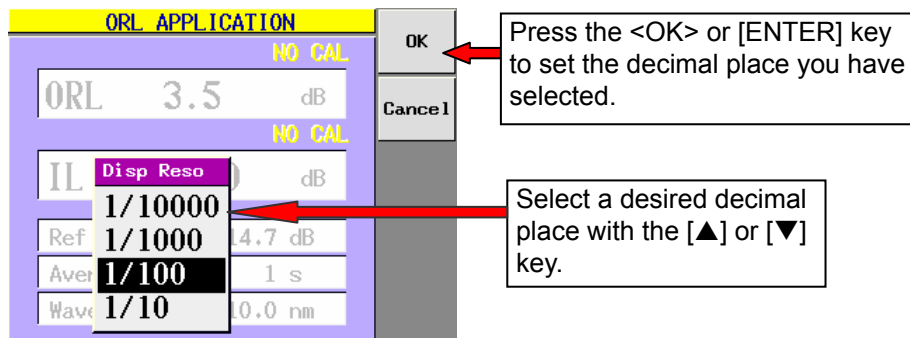 ORL APPLICATION
NO CAL
ORL 3.5 dB
NO CAL
IL dB
Disp Reso
1/10000
1/1000
1/100
1/10
Ref 14.7 dB
Aver 1 s
Wave 10.0 nm
OK
Cancel
Press the <OK> or [ENTER] key
to set the decimal place you have
selected.
Select a desired decimal
place with the [▲] or [▼]
key.